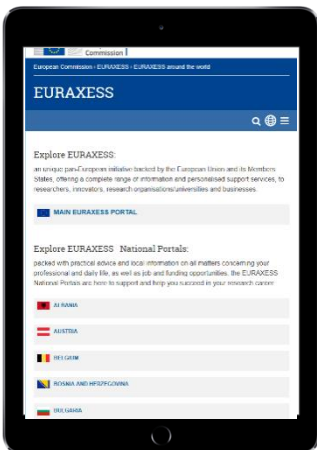 Commission
European Commission › EURAXESS › EURAXESS around the world
EURAXESS
Explore EURAXESS:
an unique pan-European initiative backed by the European Union and its Members
States, offering a complete range of information and personalised support services, to
researchers, innovators, research organisations/universities and businesses.
MAIN EURAXESS PORTAL
Explore EURAXESS National Portals:
packed with practical advice and local information on all matters concerning your
professional and daily life, as well as job and funding opportunities, the EURAXESS
National Portals are here to support and help you succeed in your research career
ALBANIA
AUSTRIA
BELGIUM
BOSNIA AND HERZEGOVINA
BULGARIA